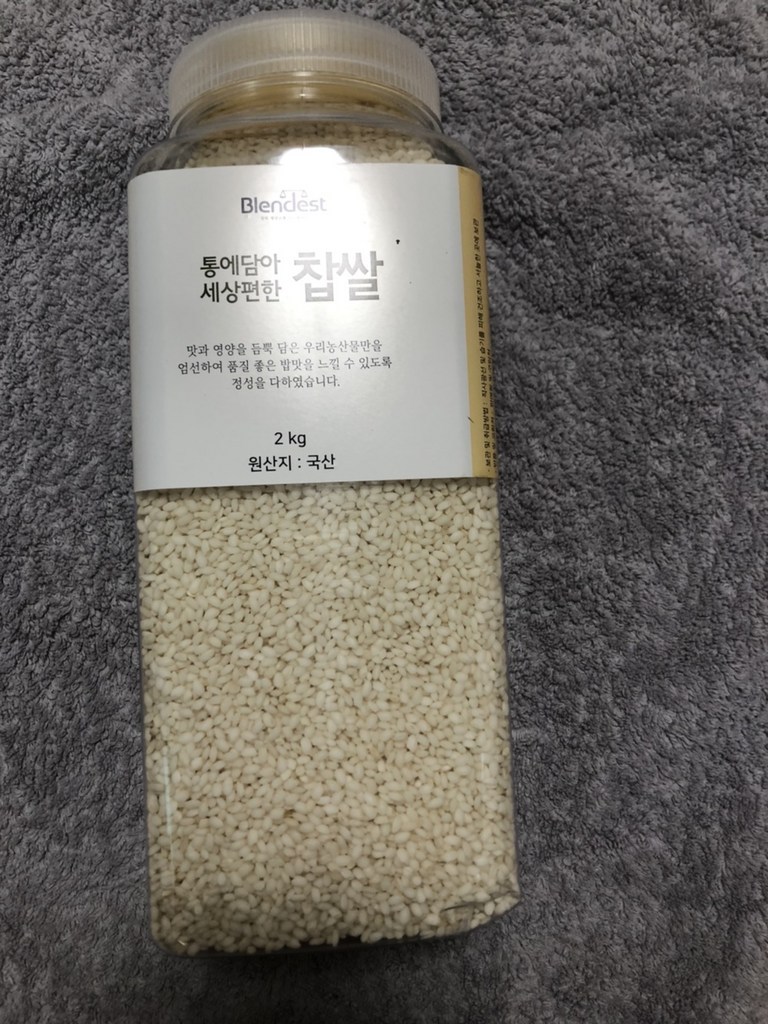 Blendest
통에담아
세상편한
찹쌀
맛과 영양을 듬뿍 담은 우리농산물만을
엄선하여 품질 좋은 밥맛을 느낄 수 있도록
정성을 다하였습니다.
2 kg
원산지 : 국산